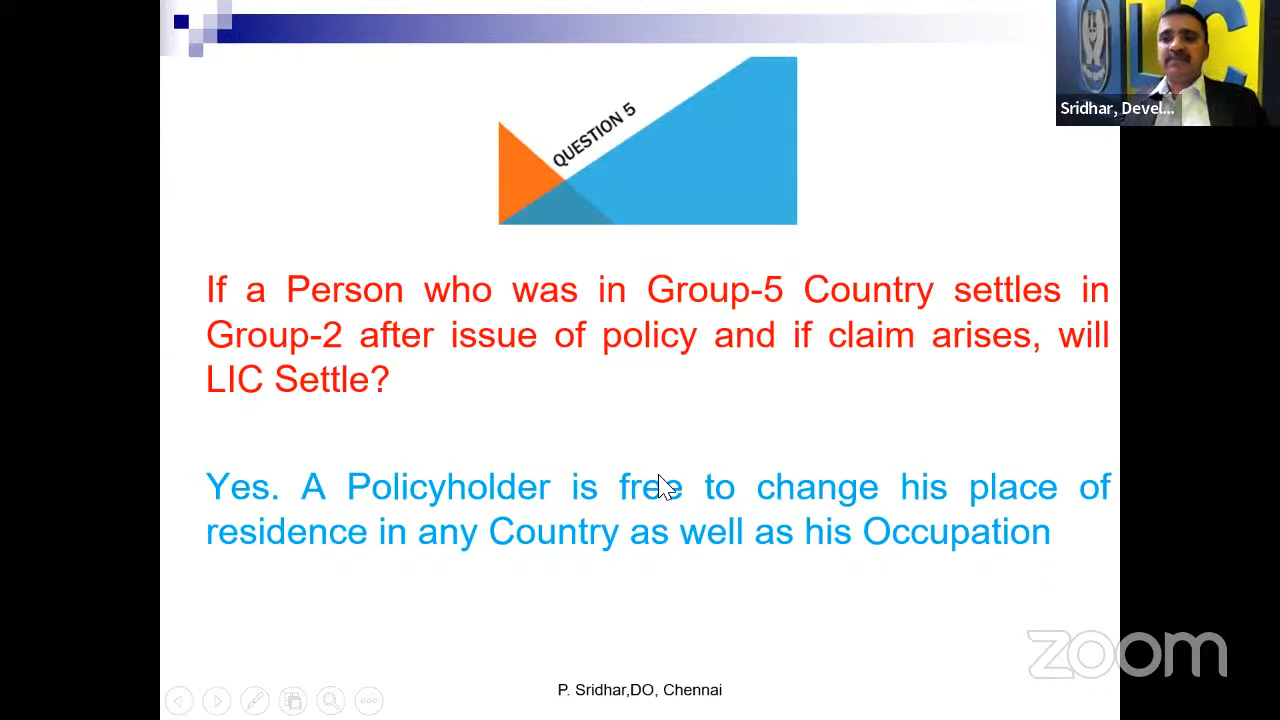 QUESTION 5
If a Person who was in Group-5 Country settles in
Group-2 after issue of policy and if claim arises, will
LIC Settle?
Yes. A Policyholder is free to change his place of
residence in any Country as well as his Occupation
P. Sridhar,DO, Chennai
LIC
Sridhar, Devel...
zoom